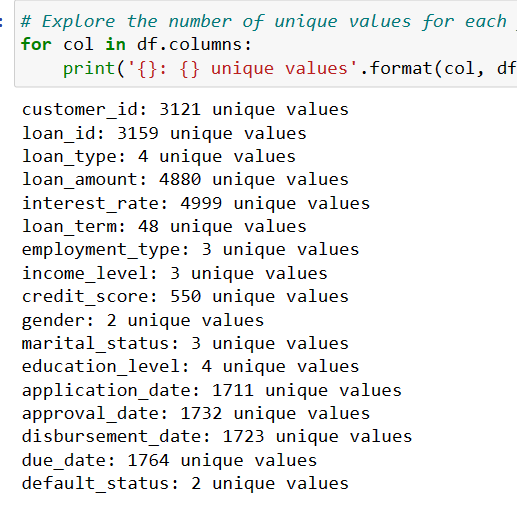 :
# Explore the number of unique values for each
for col in df.columns:
print('{}: {} unique values'.format(col, df
customer_id: 3121 unique values
loan_id: 3159 unique values
loan_type: 4 unique values
loan_amount: 4880 unique values
interest_rate: 4999 unique values
loan_term: 48 unique values
employment_type: 3 unique values
income_level: 3 unique values
credit_score: 550 unique values
gender: 2 unique values
marital_status: 3 unique values
education_level: 4 unique values
application_date: 1711 unique values
approval_date: 1732 unique values
disbursement_date: 1723 unique values
due_date: 1764 unique values
default_status: 2 unique values